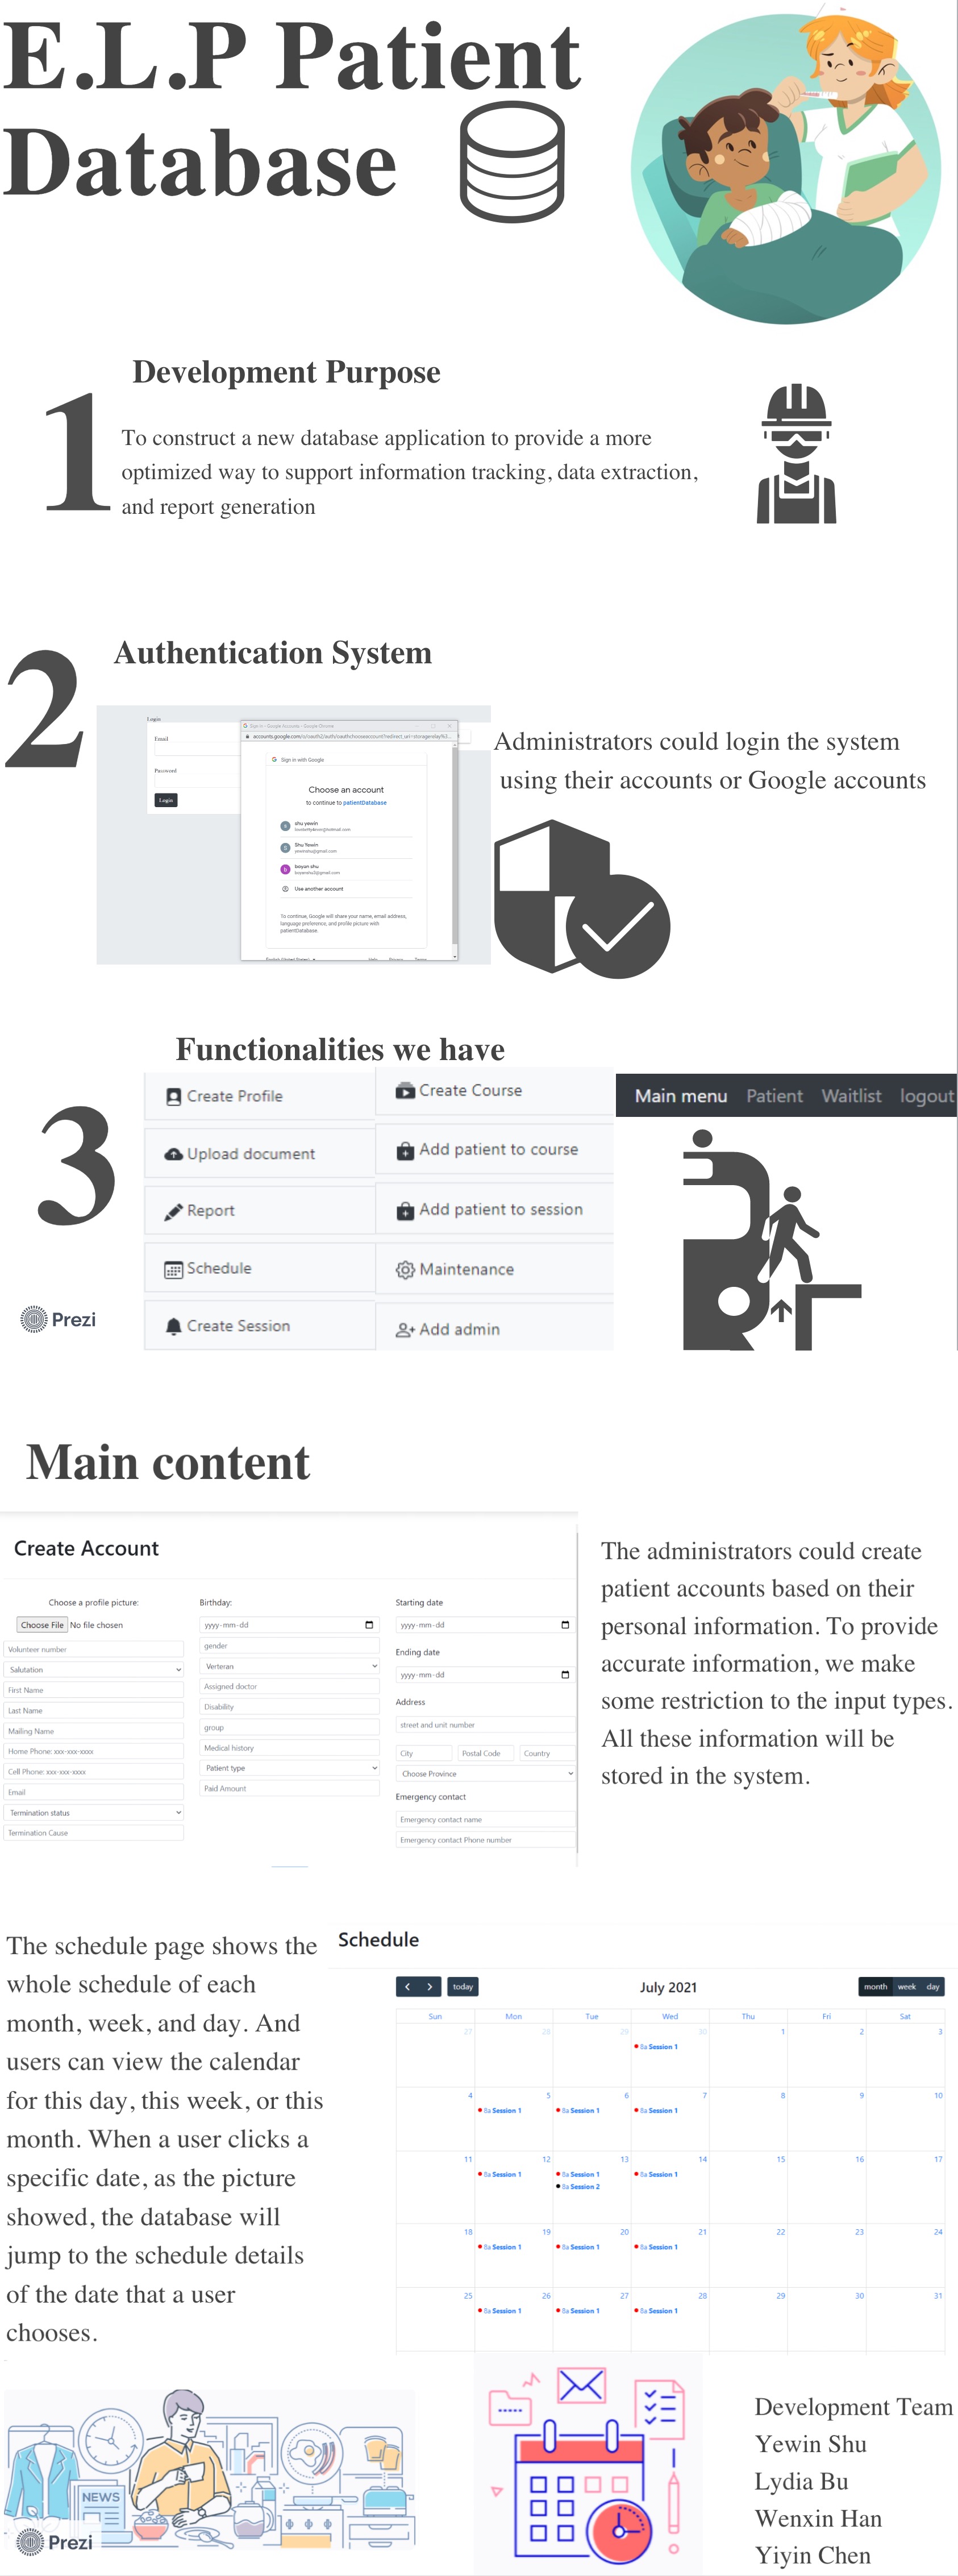 E.L.P Patient
Database
Development Purpose
1
To construct a new database application to provide a more
optimized way to support information tracking, data extraction,
and report generation
2
Authentication System
Login
Email
Password
Login
Sign in - Google Accounts - Google Chrome
Sign in with Google
Choose an account
to continue to patientDatabase
shu yewin
Shu Yewin
boyan shu
Use another account
To continue, Google will share your name, email address,
language preference, and profile picture with
patientDatabase.
Administrators could login the system
using their accounts or Google accounts
Functionalities we have
3
Create Profile
Upload document
Report
Schedule
Create Session
Create Course
Add patient to course
Add patient to session
Maintenance
Add admin
Main menu Patient Waitlist logout
Prezi
Main content
Create Account
Choose a profile picture:
Choose File No file chosen
Volunteer number
Salutation
First Name
Last Name
Mailing Name
Home Phone: xxx-xxx-xxxx
Cell Phone: xxx-xxx-xxxx
Email
Termination status
Termination Cause
Birthday:
yyyy-mm-dd
gender
Verteran
Assigned doctor
Disability
group
Medical history
Patient type
Paid Amount
Starting date
yyyy-mm-dd
Ending date
yyyy-mm-dd
Address
street and unit number
City Postal Code Country
Choose Province
Emergency contact
Emergency contact name
Emergency contact Phone number
The administrators could create
patient accounts based on their
personal information. To provide
accurate information, we make
some restriction to the input types.
All these information will be
stored in the system.
The schedule page shows the
whole schedule of each
month, week, and day. And
users can view the calendar
for this day, this week, or this
month. When a user clicks a
specific date, as the picture
showed, the database will
jump to the schedule details
of the date that a user
chooses.
Schedule
today
July 2021
month week day
Sun Mon Tue Wed Thu Fri Sat
27 28 29 30 1 2 3
8a Session 1
4 5 6 7 8 9 10
8a Session 1 8a Session 1 8a Session 1
11 12 13 14 15 16 17
8a Session 1 8a Session 1 8a Session 1
8a Session 2
18 19 20 21 22 23 24
8a Session 1 8a Session 1 8a Session 1
25 26 27 28 29 30 31
8a Session 1 8a Session 1 8a Session 1
NEWS
Prezi
Development Team
Yewin Shu
Lydia Bu
Wenxin Han
Yiyin Chen